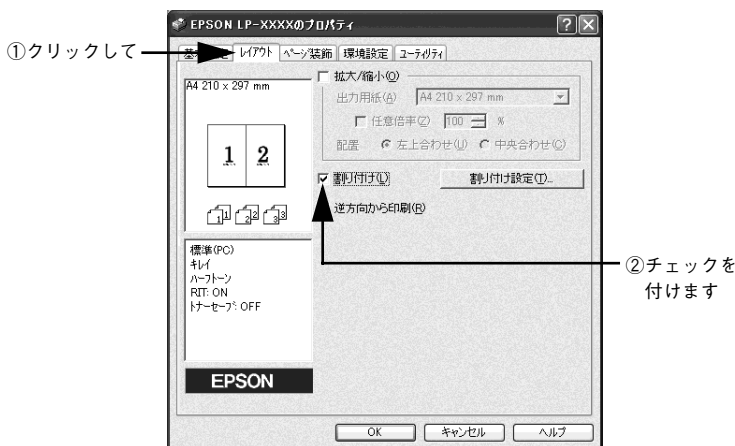 EPSON LP-XXXXのプロパティ
①クリックして
基本設定 レイアウト ページ装飾 環境設定 ユーティリティ
A4 210 x 297 mm
拡大/縮小(O)
出力用紙(A) A4 210 x 297 mm
任意倍率(Z) 100 %
配置 左上合わせ(U) 中央合わせ(C)
1 2
割り付け(L) 割り付け設定(T)...
逆方向から印刷(R)
1 1 2 2 3 3
標準(PC)
キレイ
ハーフトーン
RIT: ON
トナーセーブ: OFF
②チェックを
付けます
EPSON
OK キャンセル ヘルプ